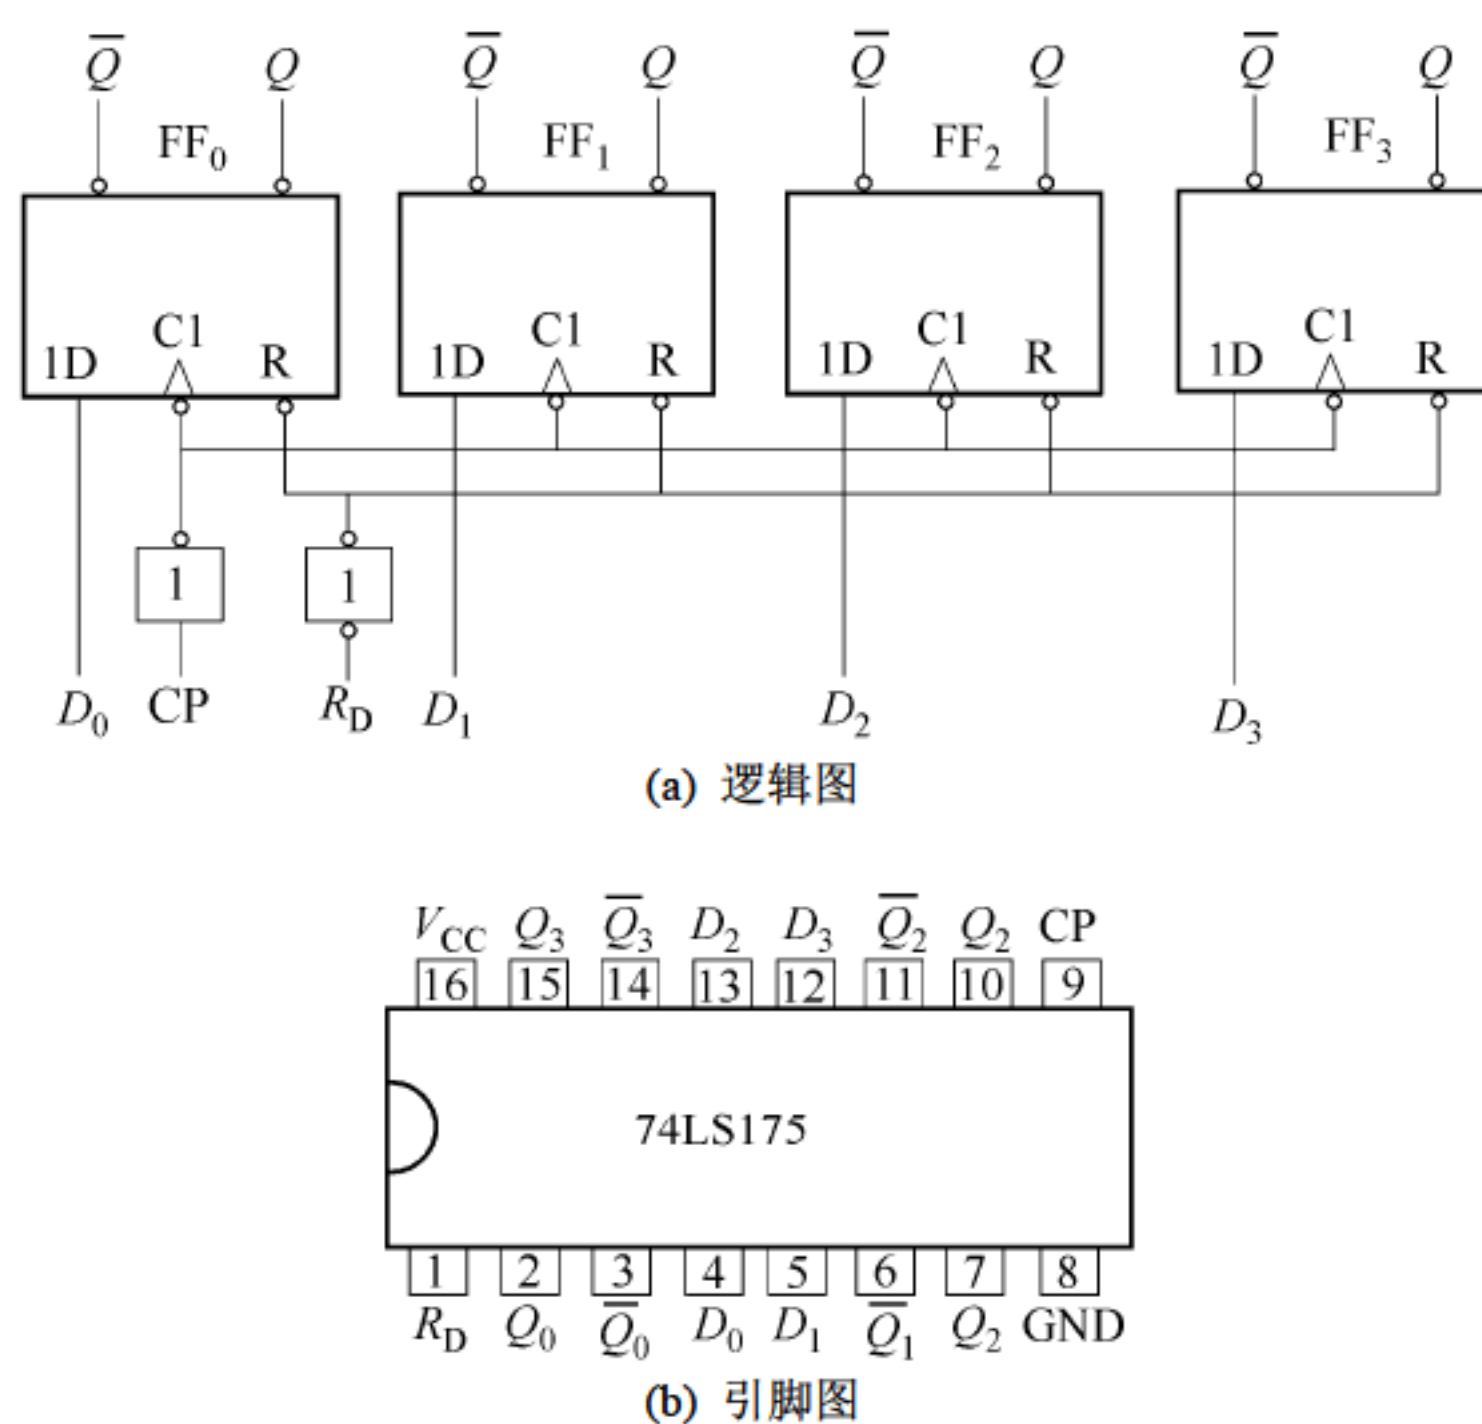 Q̅ Q Q̅ Q Q̅ Q Q̅ Q
FF₀ FF₁ FF₂ FF₃
C1 C1 C1 C1
1D R 1D R 1D R 1D R
1 1
D₀ CP R_D D₁ D₂ D₃
(a) 逻辑图
V_CC Q₃ Q̅₃ D₂ D₃ Q̅₂ Q₂ CP
16 15 14 13 12 11 10 9
74LS175
1 2 3 4 5 6 7 8
R_D Q₀ Q̅₀ D₀ D₁ Q̅₁ Q₂ GND
(b) 引脚图